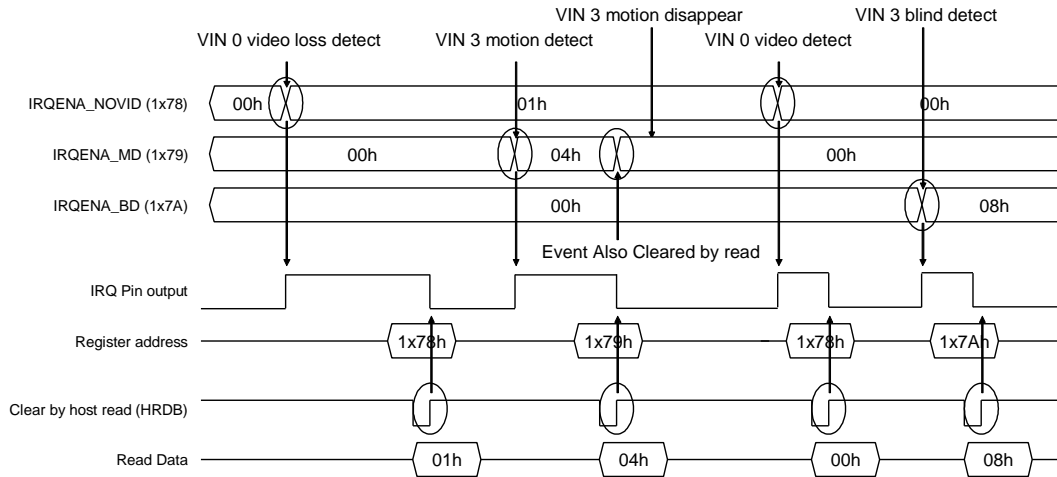 VIN 3 motion disappear
VIN 3 blind detect
VIN 0 video loss detect
VIN 3 motion detect
VIN 0 video detect
IRQENA_NOVID (1x78)
00h
01h
00h
IRQENA_MD (1x79)
00h
04h
00h
IRQENA_BD (1x7A)
00h
08h
Event Also Cleared by read
IRQ Pin output
Register address
1x78h
1x79h
1x78h
1x7Ah
Clear by host read (HRDB)
Read Data
01h
04h
00h
08h